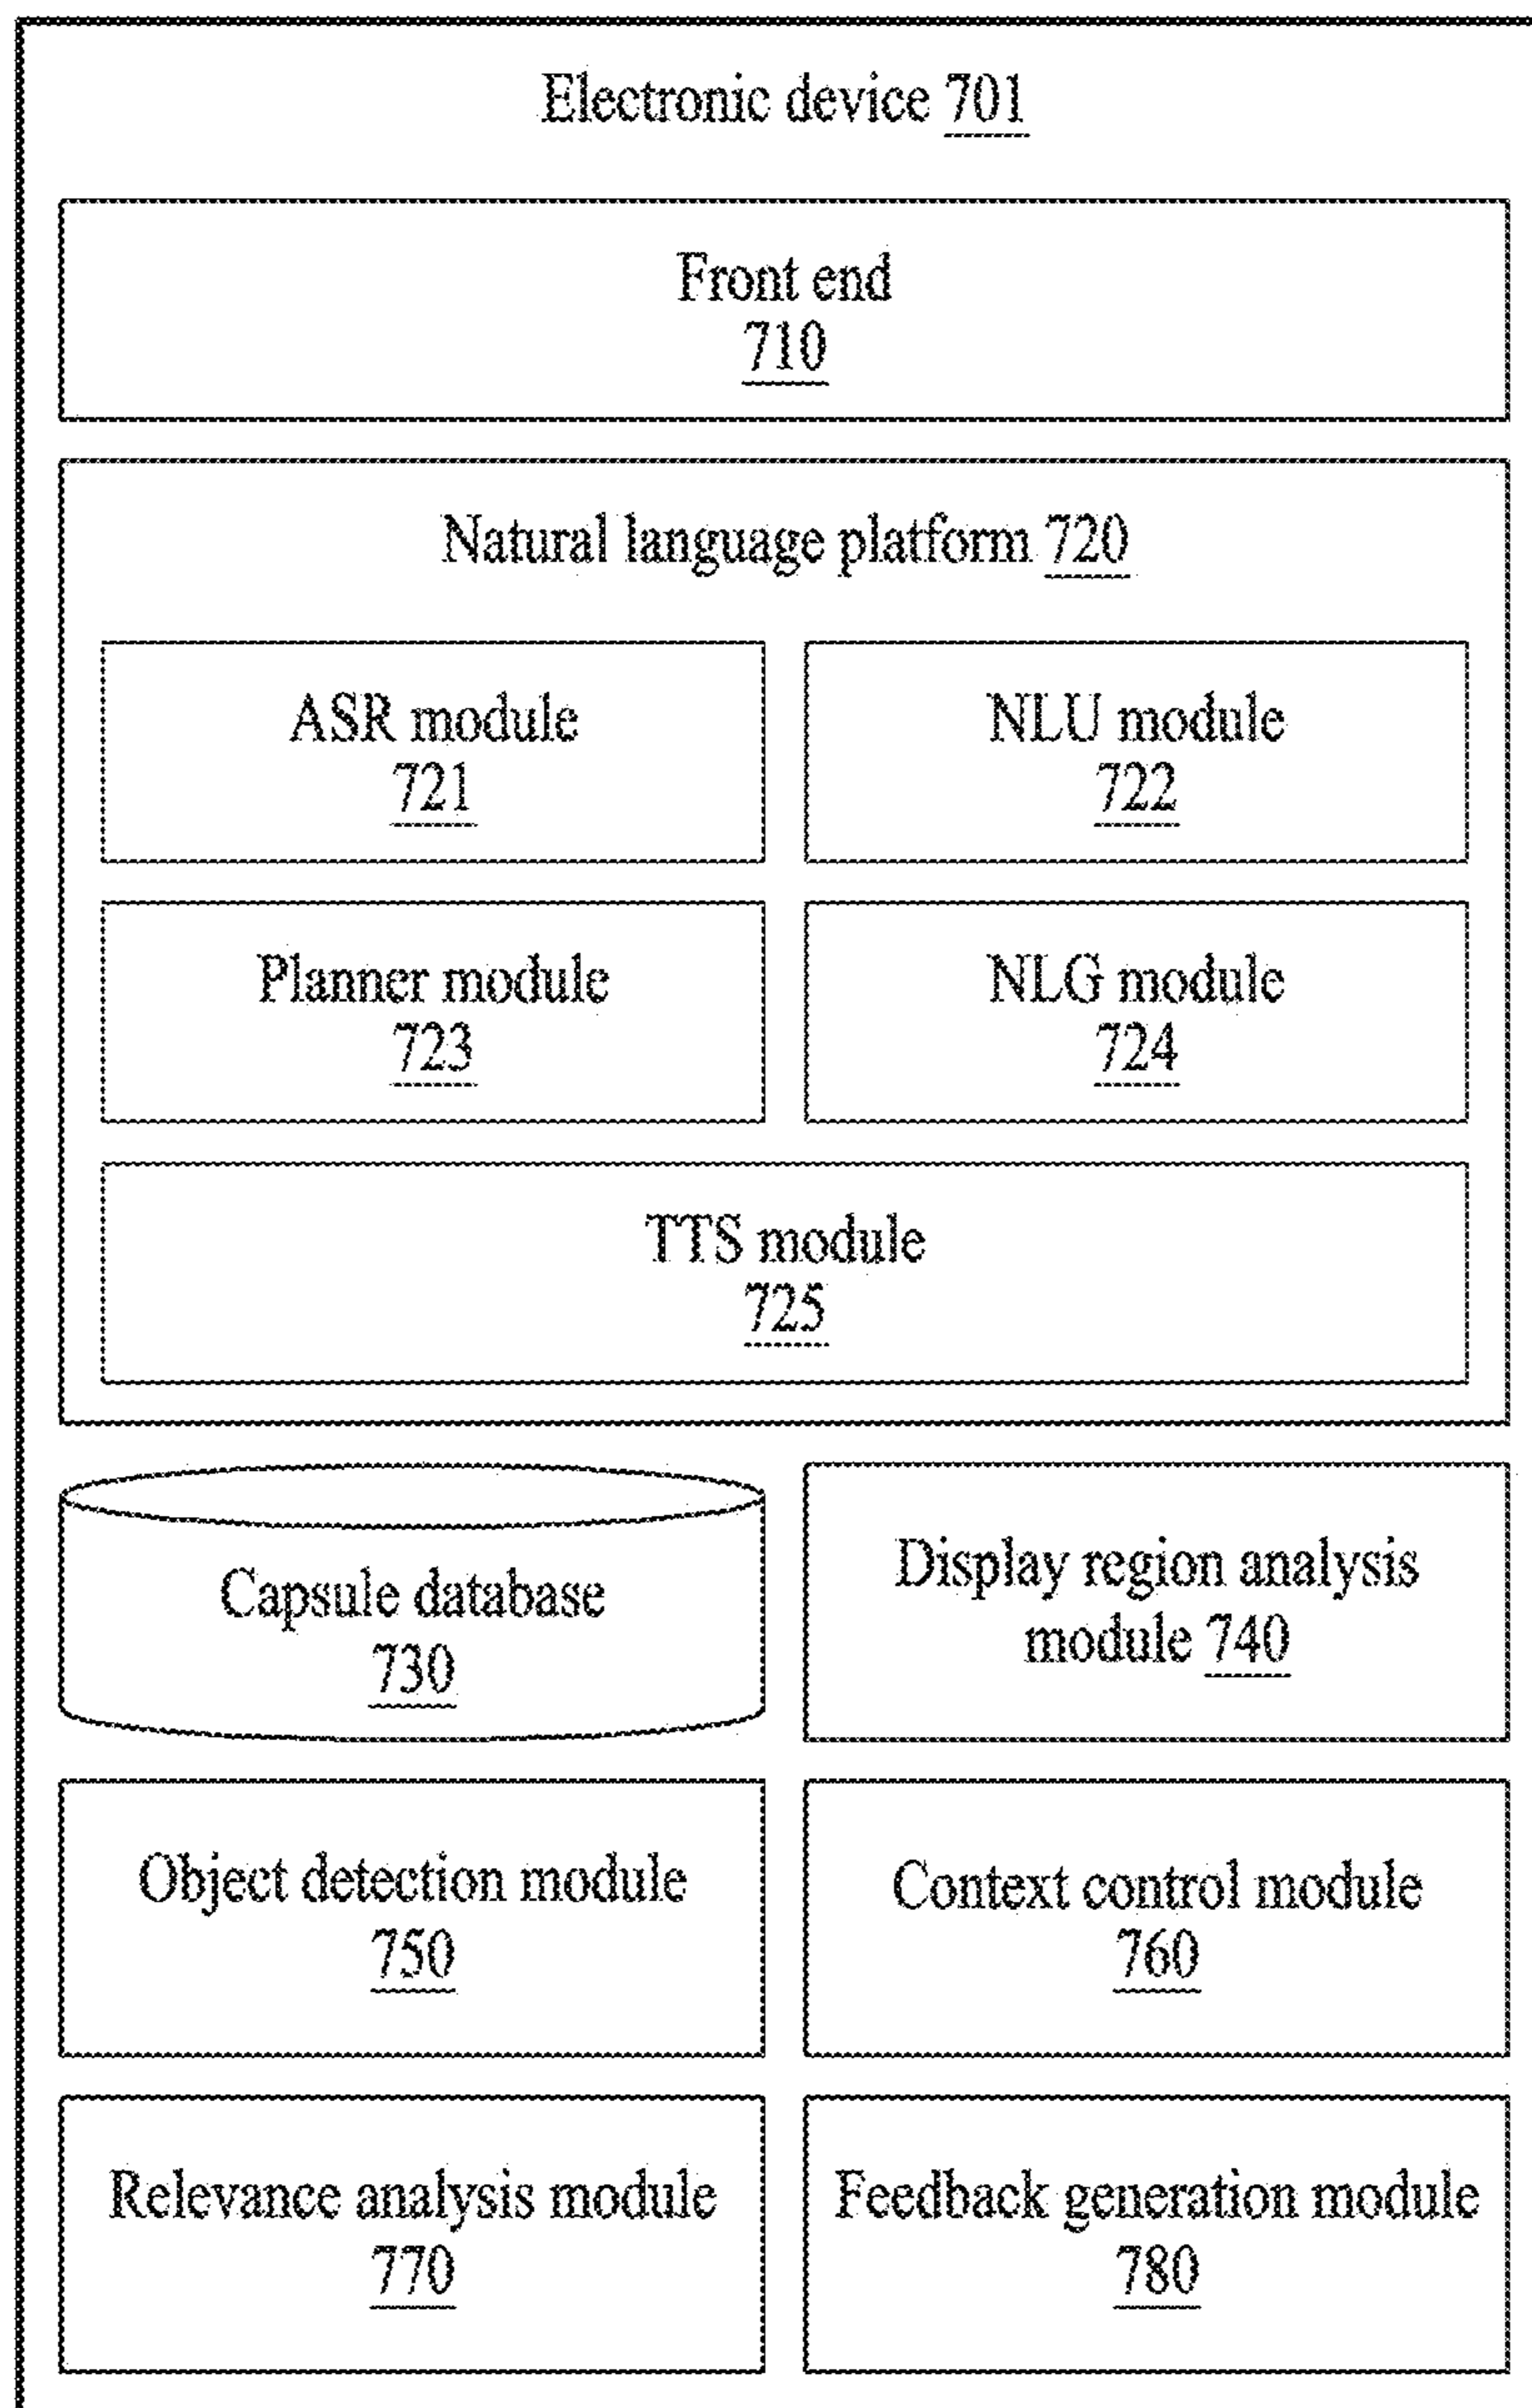 Electronic device 701
Front end
710
Natural language platform 720
ASR module
721
NLU module
722
Planner module
723
NLG module
724
TTS module
725
Capsule database
730
Display region analysis
module 740
Object detection module
750
Context control module
760
Relevance analysis module
770
Feedback generation module
780